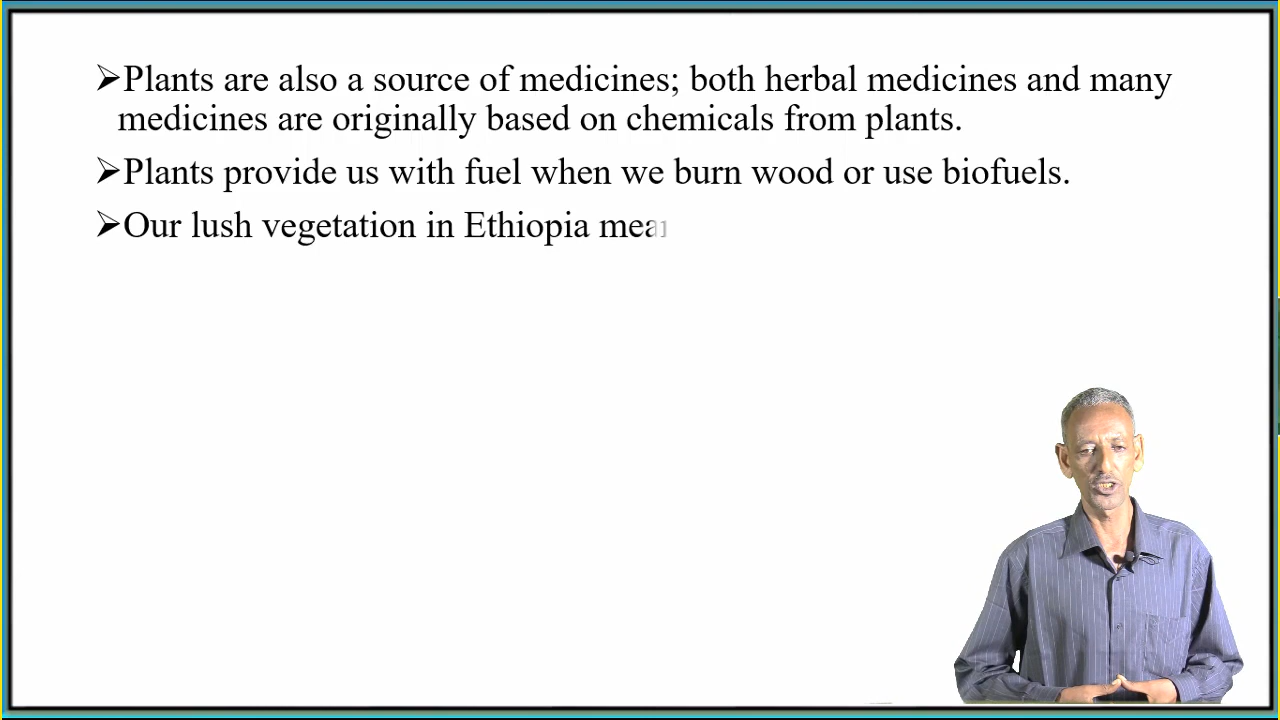 ➢Plants are also a source of medicines; both herbal medicines and many
medicines are originally based on chemicals from plants.
➢Plants provide us with fuel when we burn wood or use biofuels.
➢Our lush vegetation in Ethiopia